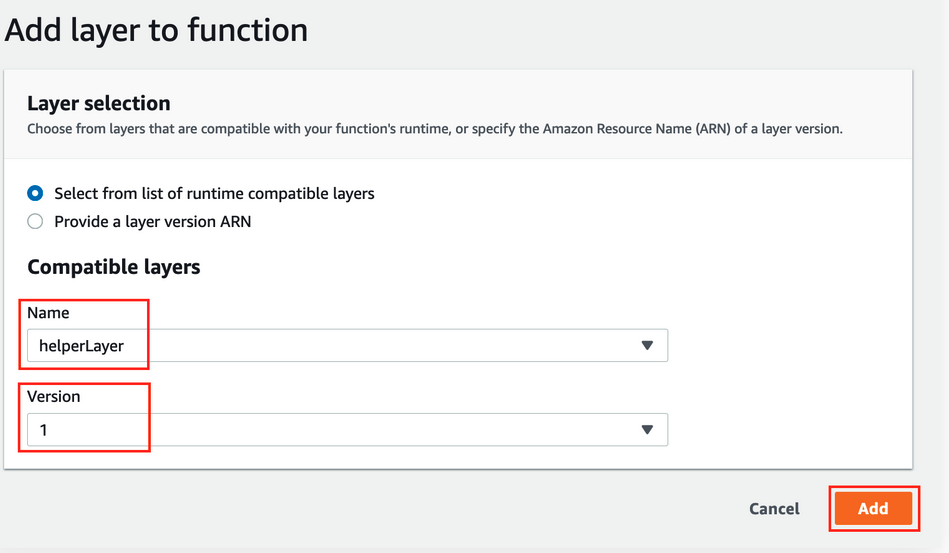 Add layer to function
Layer selection
Choose from layers that are compatible with your function's runtime, or specify the Amazon Resource Name (ARN) of a layer version.
Select from list of runtime compatible layers
Provide a layer version ARN
Compatible layers
Name
helperLayer
Version
1
Cancel
Add